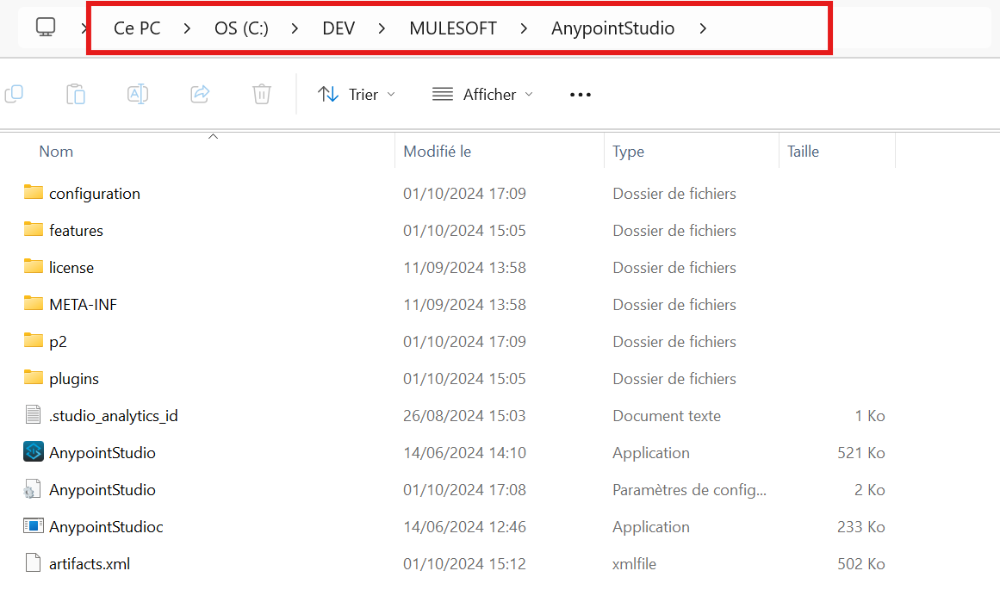 Ce PC > OS (C:) > DEV > MULESOFT > AnypointStudio >
Trier Afficher
Nom Modifié le Type Taille
configuration 01/10/2024 17:09 Dossier de fichiers
features 01/10/2024 15:05 Dossier de fichiers
license 11/09/2024 13:58 Dossier de fichiers
META-INF 11/09/2024 13:58 Dossier de fichiers
p2 01/10/2024 17:09 Dossier de fichiers
plugins 01/10/2024 15:05 Dossier de fichiers
.studio_analytics_id 26/08/2024 15:03 Document texte 1 Ko
AnypointStudio 14/06/2024 14:10 Application 521 Ko
AnypointStudio 01/10/2024 17:08 Paramètres de config... 2 Ko
AnypointStudioc 14/06/2024 12:46 Application 233 Ko
artifacts.xml 01/10/2024 15:12 xmlfile 502 Ko